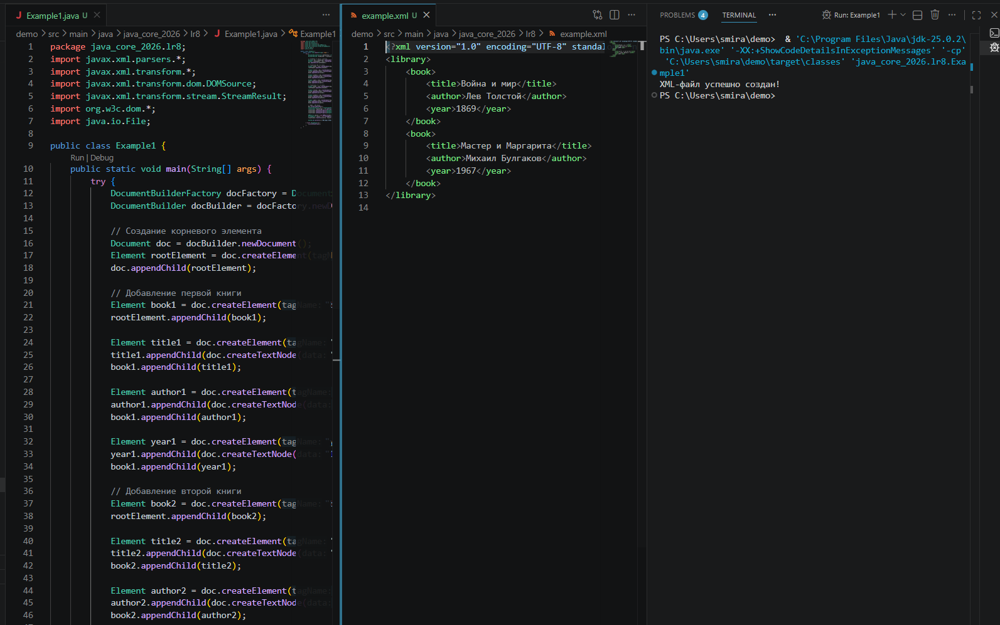 Example1.java U
demo > src > main > java > java_core_2026 > lr8 > Example1.java > Example1
1 package java_core_2026.lr8;
2 import javax.xml.parsers.*;
3 import javax.xml.transform.*;
4 import javax.xml.transform.dom.DOMSource;
5 import javax.xml.transform.stream.StreamResult;
6 import org.w3c.dom.*;
7 import java.io.File;
8
9 public class Example1 {
Run | Debug
10 public static void main(String[] args) {
11 try {
12 DocumentBuilderFactory docFactory = Document
13 DocumentBuilder docBuilder = docFactory.new
14
15 // Создание корневого элемента
16 Document doc = docBuilder.newDocument();
17 Element rootElement = doc.createElement(tag
18 doc.appendChild(rootElement);
19
20 // Добавление первой книги
21 Element book1 = doc.createElement(tagName: "
22 rootElement.appendChild(book1);
23
24 Element title1 = doc.createElement(tagName: "
25 title1.appendChild(doc.createTextNode(data: "
26 book1.appendChild(title1);
27
28 Element author1 = doc.createElement(tagName:
29 author1.appendChild(doc.createTextNode(data:
30 book1.appendChild(author1);
31
32 Element year1 = doc.createElement(tagName: "
33 year1.appendChild(doc.createTextNode(data: "
34 book1.appendChild(year1);
35
36 // Добавление второй книги
37 Element book2 = doc.createElement(tagName: "
38 rootElement.appendChild(book2);
39
40 Element title2 = doc.createElement(tagName: "
41 title2.appendChild(doc.createTextNode(data: "
42 book2.appendChild(title2);
43
44 Element author2 = doc.createElement(tagName:
45 author2.appendChild(doc.createTextNode(data:
46 book2.appendChild(author2);
example.xml U
demo > src > main > java > java_core_2026 > lr8 > example.xml
1 <?xml version="1.0" encoding="UTF-8" standal
2 <library>
3 <book>
4 <title>Война и мир</title>
5 <author>Лев Толстой</author>
6 <year>1869</year>
7 </book>
8 <book>
9 <title>Мастер и Маргарита</title>
10 <author>Михаил Булгаков</author>
11 <year>1967</year>
12 </book>
13 </library>
14
PROBLEMS 4 TERMINAL ··· Run: Example1
PS C:\Users\smira\demo> & 'C:\Program Files\Java\jdk-25.0.2\
bin\java.exe' '-XX:+ShowCodeDetailsInExceptionMessages' '-cp'
'C:\Users\smira\demo\target\classes' 'java_core_2026.lr8.Exa
mple1'
XML-файл успешно создан!
PS C:\Users\smira\demo>